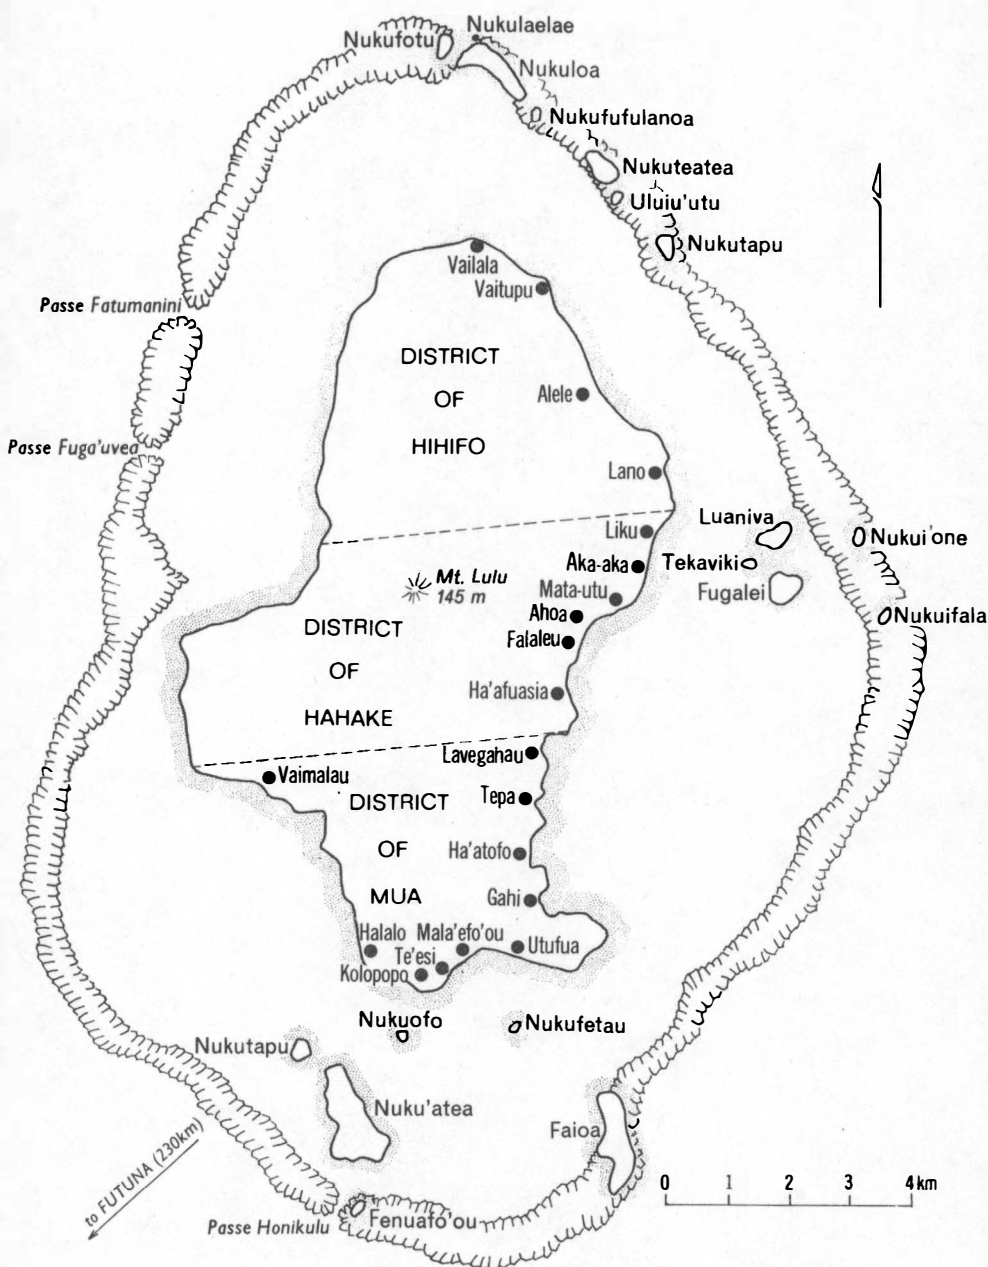 Nukulaelae
Nukufotu
Nukuloa
Nukufufulanoa
Nukuteatea
Uluiu'utu
Nukutapu
Vailala
Vaitupu
Passe Fatumanini
DISTRICT
OF
HIHIFO
Alele
Passe Fuga'uvea
Lano
Luaniva
Liku
Nukui'one
Aka-aka
Tekaviki
Mt. Lulu
145 m
Mata-utu
Fugalei
Ahoa
Nukuifala
DISTRICT
OF
HAHAKE
Falaleu
Ha'afuasia
Lavegahau
Vaimalau
DISTRICT
OF
MUA
Tepa
Ha'atofo
Gahi
Halalo
Mala'efo'ou
Utufua
Te'esi
Kolopopo
Nukuofo
Nukufetau
Nukutapu
Nuku'atea
Faioa
to FUTUNA (230km)
0 1 2 3 4 km
Passe Honikulu
Fenuafo'ou